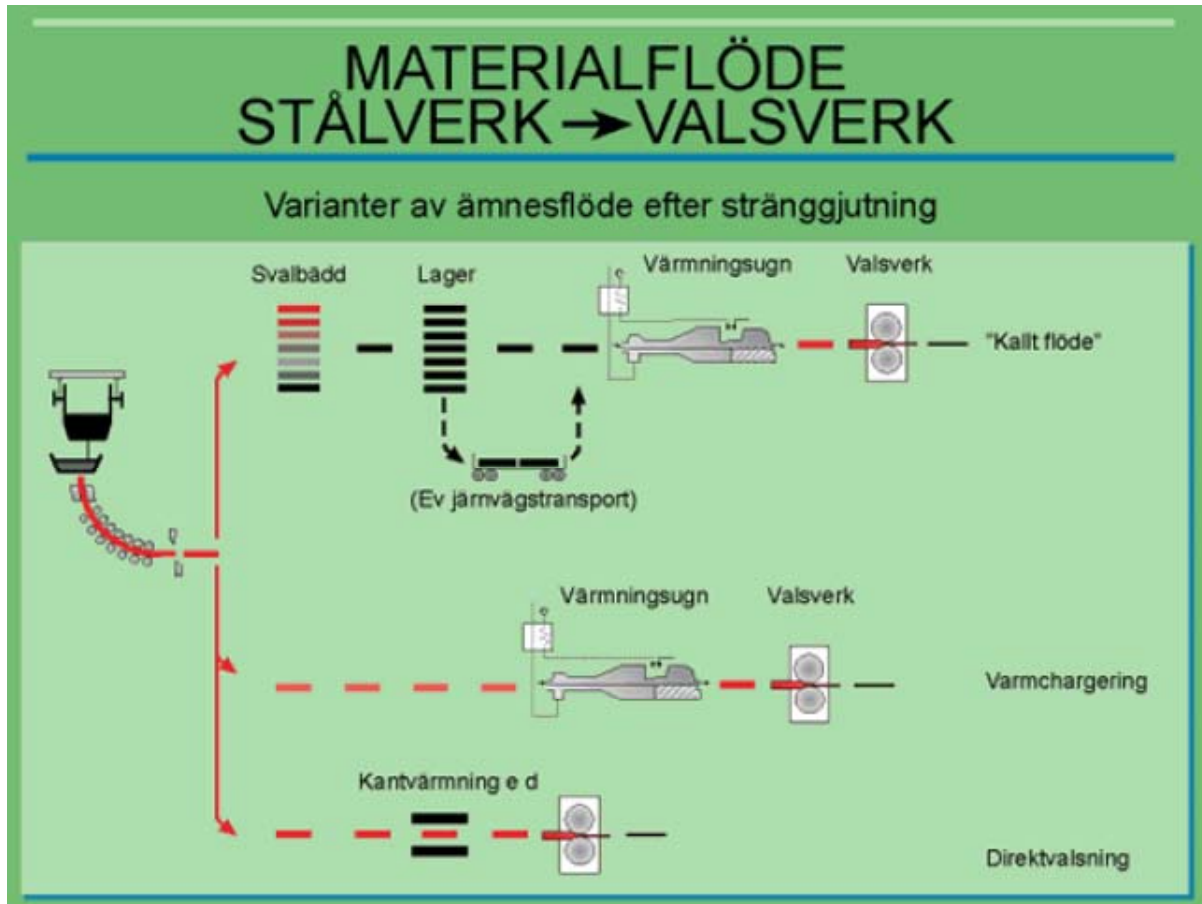 MATERIALFLÖDE
STÅLVERK → VALSVERK
Varianter av ämnesflöde efter stränggjutning
Svalbädd
Lager
Värmningsugn
Valsverk
"Kallt flöde"
(Ev järnvägstransport)
Värmningsugn
Valsverk
Varmchargering
Kantvärmning e d
Direktvalsning